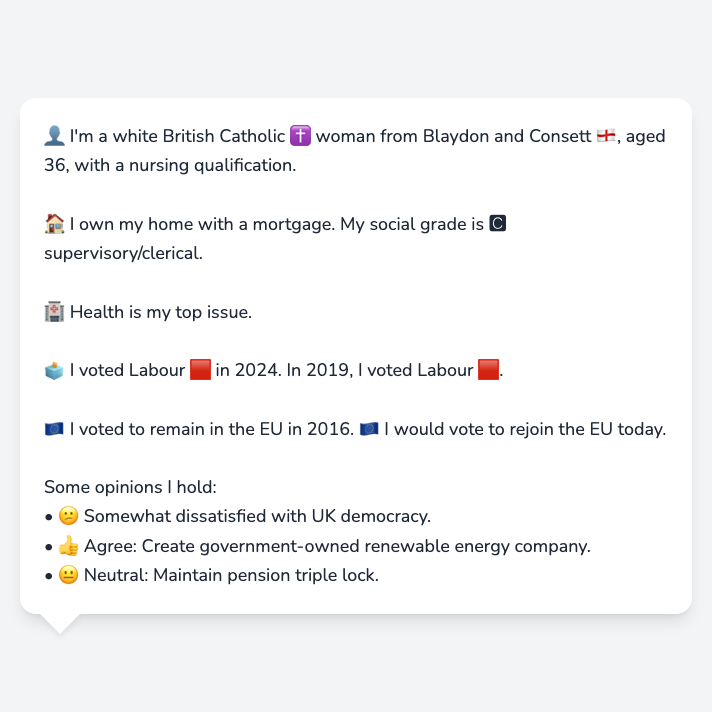 👤 I'm a white British Catholic ✝️ woman from Blaydon and Consett 🏴󠁧󠁢󠁥󠁮󠁧󠁿, aged
36, with a nursing qualification.
🏠 I own my home with a mortgage. My social grade is 🅲
supervisory/clerical.
🏥 Health is my top issue.
🗳️ I voted Labour 🟥 in 2024. In 2019, I voted Labour 🟥.
🇪🇺 I voted to remain in the EU in 2016. 🇪🇺 I would vote to rejoin the EU today.
Some opinions I hold:
• 😕 Somewhat dissatisfied with UK democracy.
• 👍 Agree: Create government-owned renewable energy company.
• 😐 Neutral: Maintain pension triple lock.